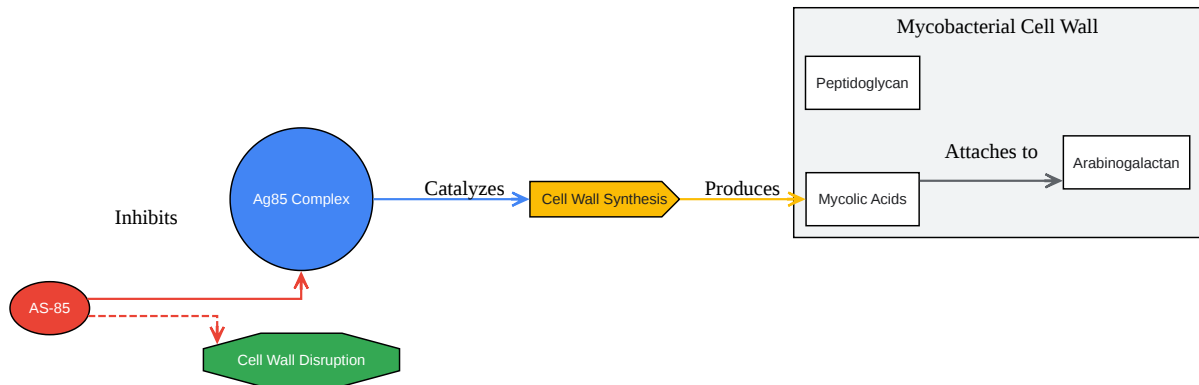 Mycobacterial Cell Wall
Peptidoglycan
Attaches to
Arabinogalactan
Ag85 Complex
Catalyzes
Cell Wall Synthesis
Produces
Mycolic Acids
Inhibits
AS-85
Cell Wall Disruption